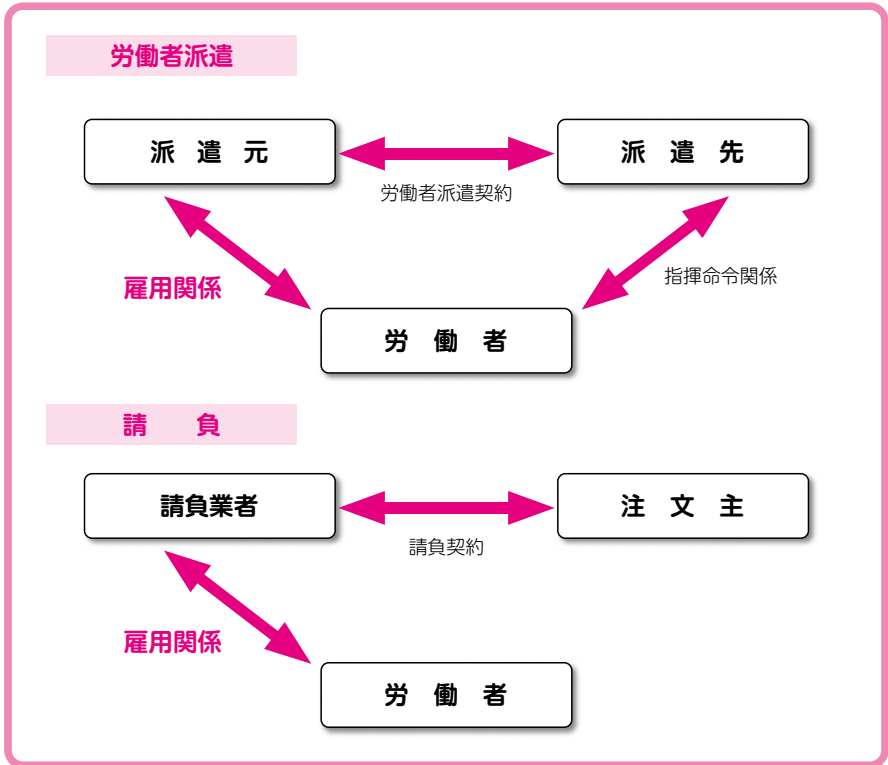 労働者派遣
派遣元
派遣先
労働者派遣契約
雇用関係
指揮命令関係
労働者
請負
請負業者
注文主
請負契約
雇用関係
労働者